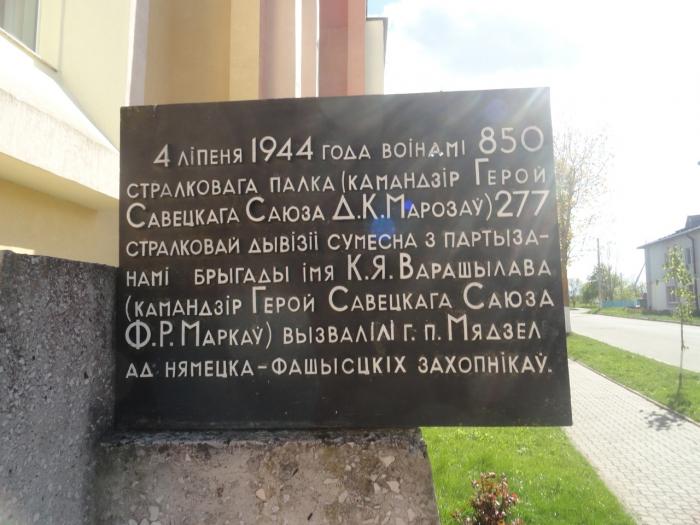 4 ліпеня 1944 года воінамі 850
стралковага палка (камандзір Герой
Савецкага Саюза Д.К.Марозаў) 277
стралковай дывізіі сумесна з партыза-
намі брыгады імя К.Я.Варашылава
(камандзір Герой Савецкага Саюза
Ф.Р.Маркаў) вызвалілі г.п.Мядзел
ад нямецка-фашысцкіх захопнікаў.